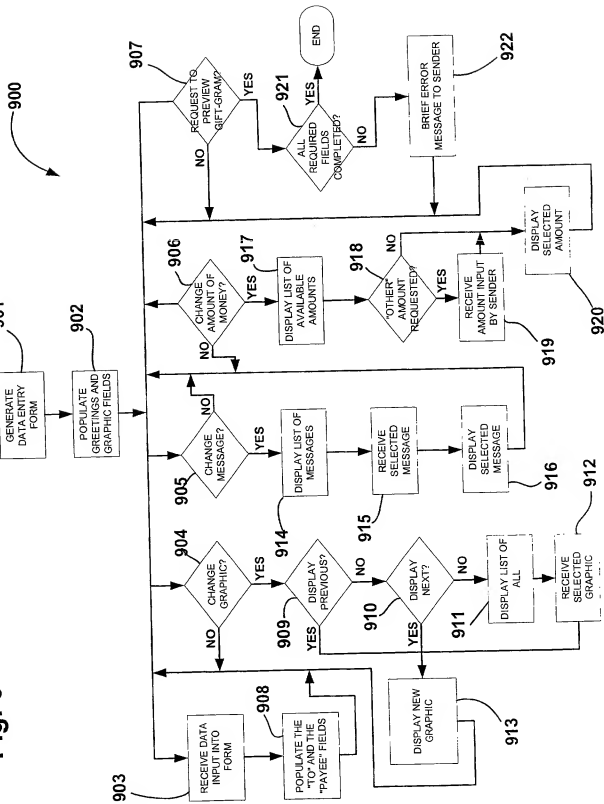 900
GENERATE
DATA ENTRY
FORM
902
POPULATE
GREETINGS AND
GRAPHIC FIELDS
903
RECEIVE DATA
INPUT INTO
FORM
908
POPULATE THE
"TO" AND THE
"PAYEE" FIELDS
904
CHANGE
GRAPHIC?
NO
YES
909
DISPLAY
PREVIOUS?
YES
NO
910
DISPLAY
NEXT?
YES
NO
911
DISPLAY LIST OF
ALL
912
RECEIVE
SELECTED
GRAPHIC
DISPLAY NEW
GRAPHIC
913
905
CHANGE
MESSAGE?
NO
YES
914
DISPLAY LIST OF
MESSAGES
915
RECEIVE
SELECTED
MESSAGE
DISPLAY
SELECTED
MESSAGE
916
906
CHANGE
AMOUNT OF
MONEY?
NO
YES
917
DISPLAY LIST OF
AVAILABLE
AMOUNTS
918
"OTHER"
AMOUNT
REQUESTED?
NO
YES
RECEIVE
AMOUNT INPUT
BY SENDER
919
DISPLAY
SELECTED
AMOUNT
920
907
REQUEST TO
PREVIEW
GIFT-GRAM?
NO
YES
921
ALL
REQUIRED
FIELDS
COMPLETED?
YES
NO
END
BRIEF ERROR
MESSAGE TO SENDER
922